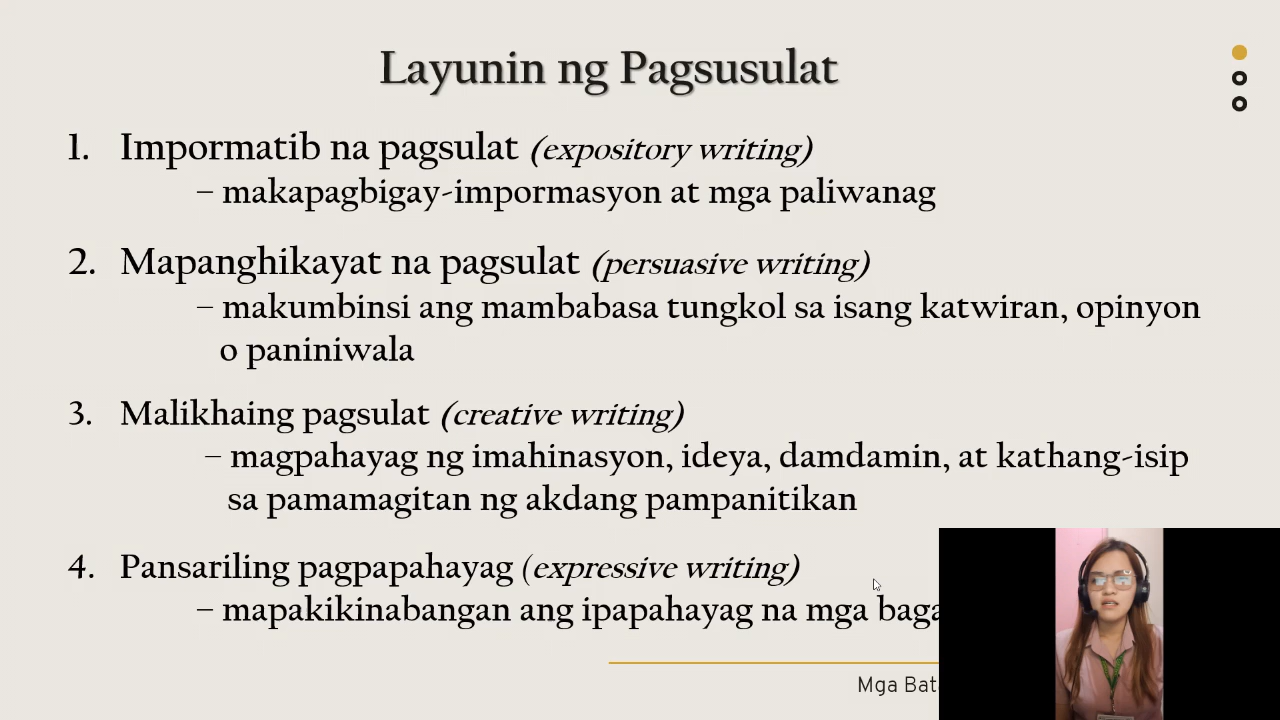 Layunin ng Pagsusulat
1. Impormatib na pagsulat (expository writing)
– makapagbigay-impormasyon at mga paliwanag
2. Mapanghikayat na pagsulat (persuasive writing)
– makumbinsi ang mambabasa tungkol sa isang katwiran, opinyon
o paniniwala
3. Malikhaing pagsulat (creative writing)
– magpahayag ng imahinasyon, ideya, damdamin, at kathang-isip
sa pamamagitan ng akdang pampanitikan
4. Pansariling pagpapahayag (expressive writing)
– mapakikinabangan ang ipapahayag na mga
Mga